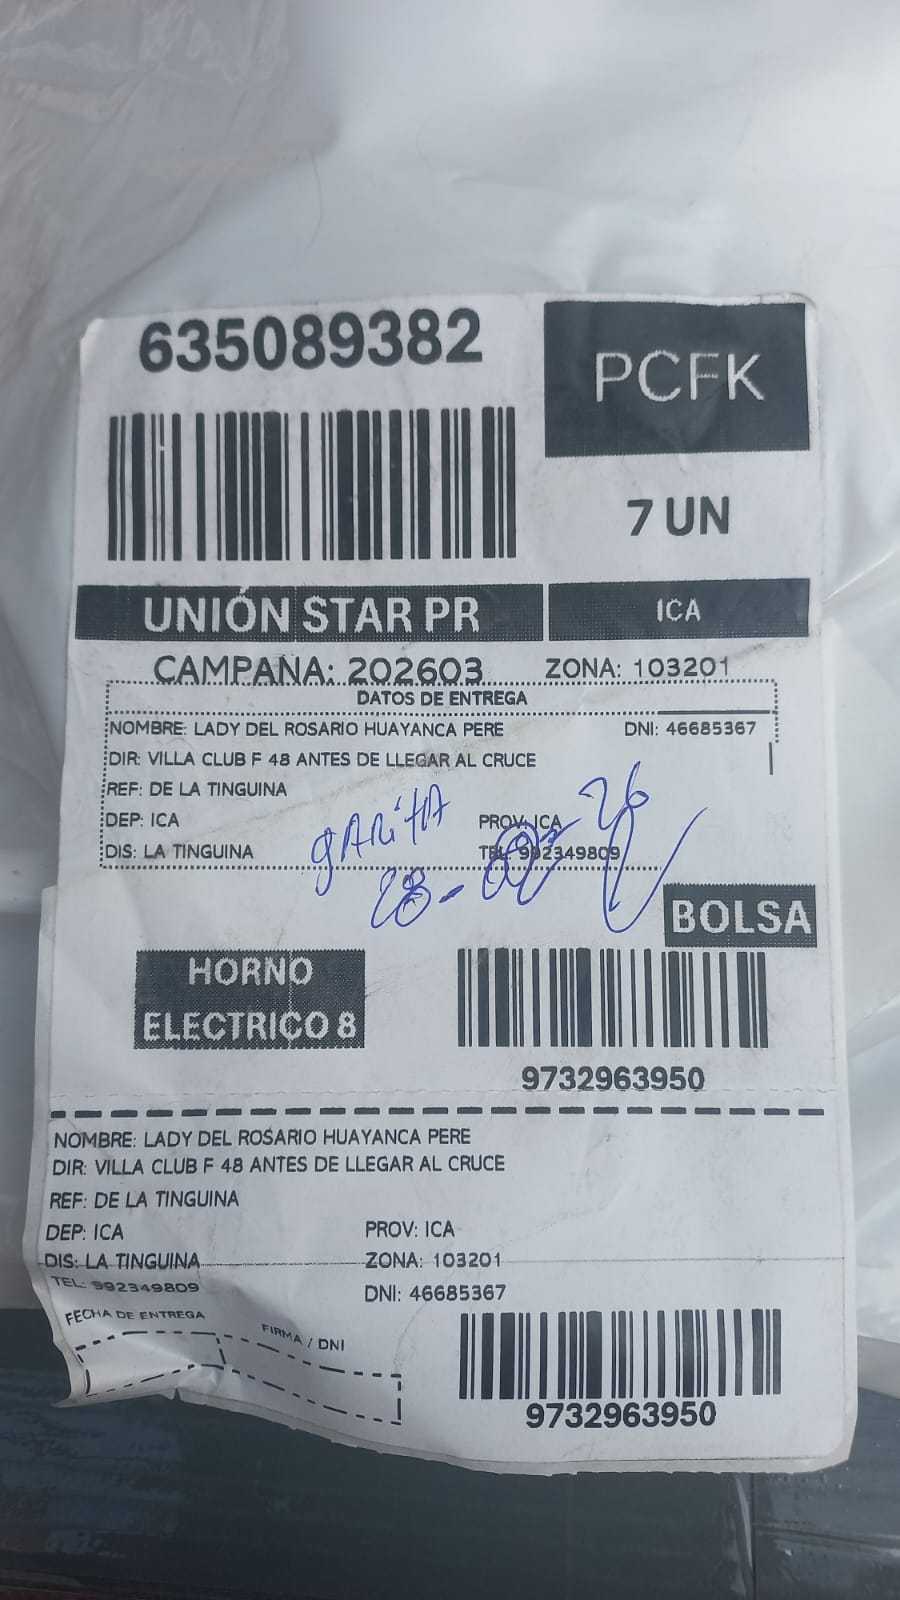 635089382
PCFK
7 UN
UNIÓN STAR PR
ICA
CAMPAÑA: 202603
ZONA: 103201
DATOS DE ENTREGA
NOMBRE: LADY DEL ROSARIO HUAYANCA PERE DNI: 46685367
DIR: VILLA CLUB F 48 ANTES DE LLEGAR AL CRUCE
REF: DE LA TINGUINA
DEP: ICA PROV: ICA
DIS: LA TINGUINA TEL: 992349809
garita
28- -26
BOLSA
HORNO
ELECTRICO 8
9732963950
NOMBRE: LADY DEL ROSARIO HUAYANCA PERE
DIR: VILLA CLUB F 48 ANTES DE LLEGAR AL CRUCE
REF: DE LA TINGUINA
DEP: ICA PROV: ICA
DIS: LA TINGUINA ZONA: 103201
TEL: 992349809 DNI: 46685367
FECHA DE ENTREGA
FIRMA / DNI
9732963950